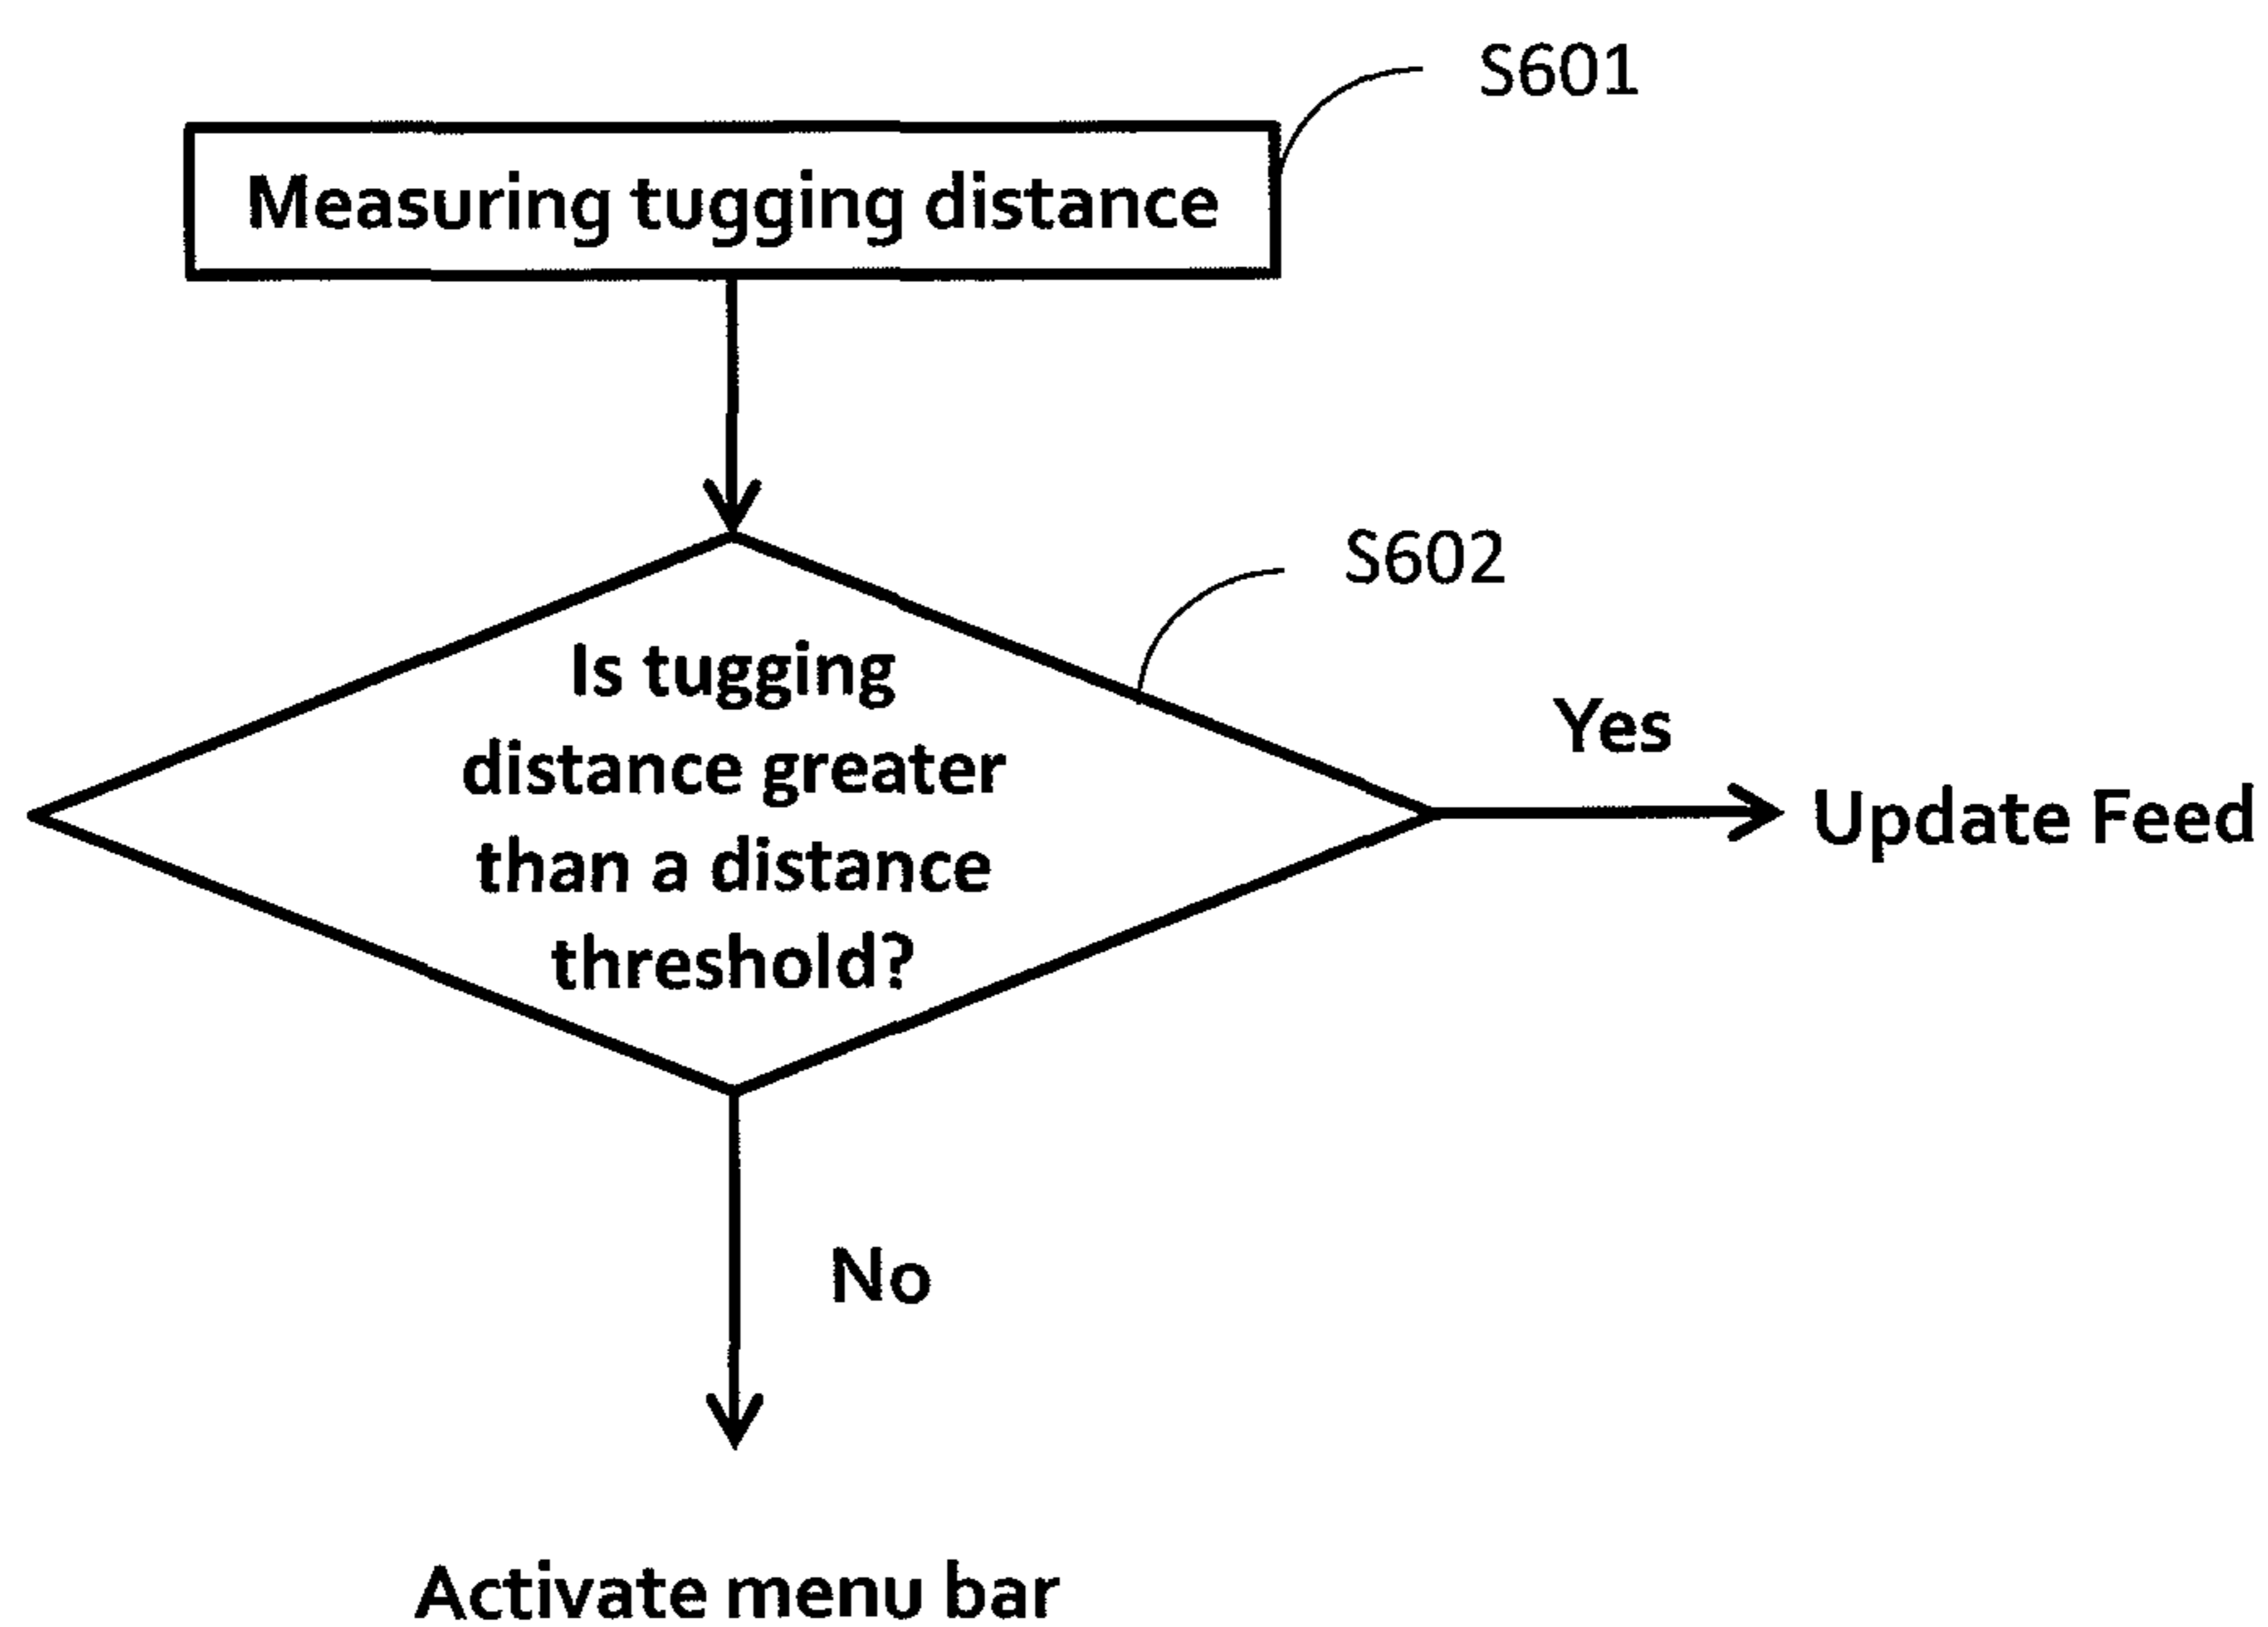 S601
Measuring tugging distance
S602
Is tugging
distance greater
than a distance
threshold?
Yes
Update Feed
No
Activate menu bar